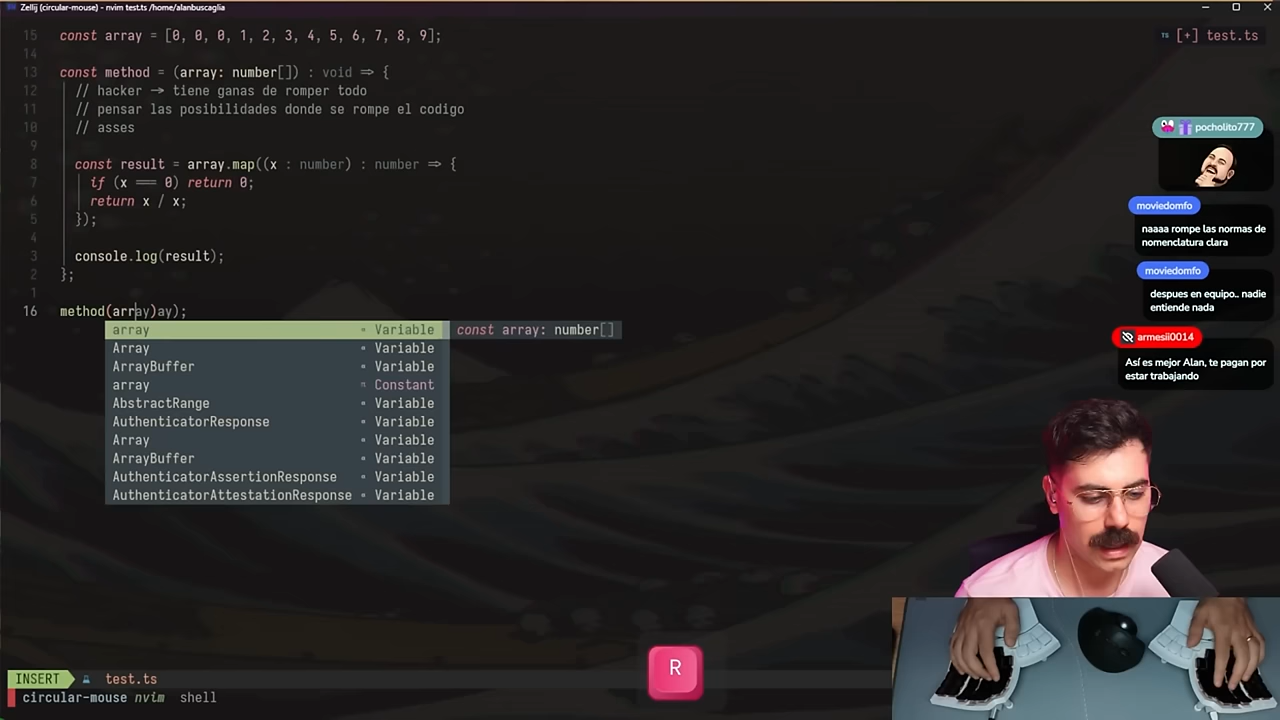 Zellij (circular-mouse) - nvim test.ts /home/alanbuscaglia
TS [+] test.ts
15 const array = [0, 0, 0, 1, 2, 3, 4, 5, 6, 7, 8, 9];
14
13 const method = (array: number[]) : void => {
12 // hacker -> tiene ganas de romper todo
11 // pensar las posibilidades donde se rompe el codigo
10 // asses
9
8 const result = array.map((x : number) : number => {
7 if (x === 0) return 0;
6 return x / x;
5 });
4
3 console.log(result);
2 };
1
16 method(array)ay);
array Variable const array: number[]
Array Variable
ArrayBuffer Variable
array Constant
AbstractRange Variable
AuthenticatorResponse Variable
Array Variable
ArrayBuffer Variable
AuthenticatorAssertionResponse Variable
AuthenticatorAttestationResponse Variable
pocholito777
moviedomfo
naaaa rompe las normas de
nomenclatura clara
moviedomfo
despues en equipo.. nadie
entiende nada
armesii0014
Así es mejor Alan, te pagan por
estar trabajando
R
INSERT test.ts
circular-mouse nvim shell